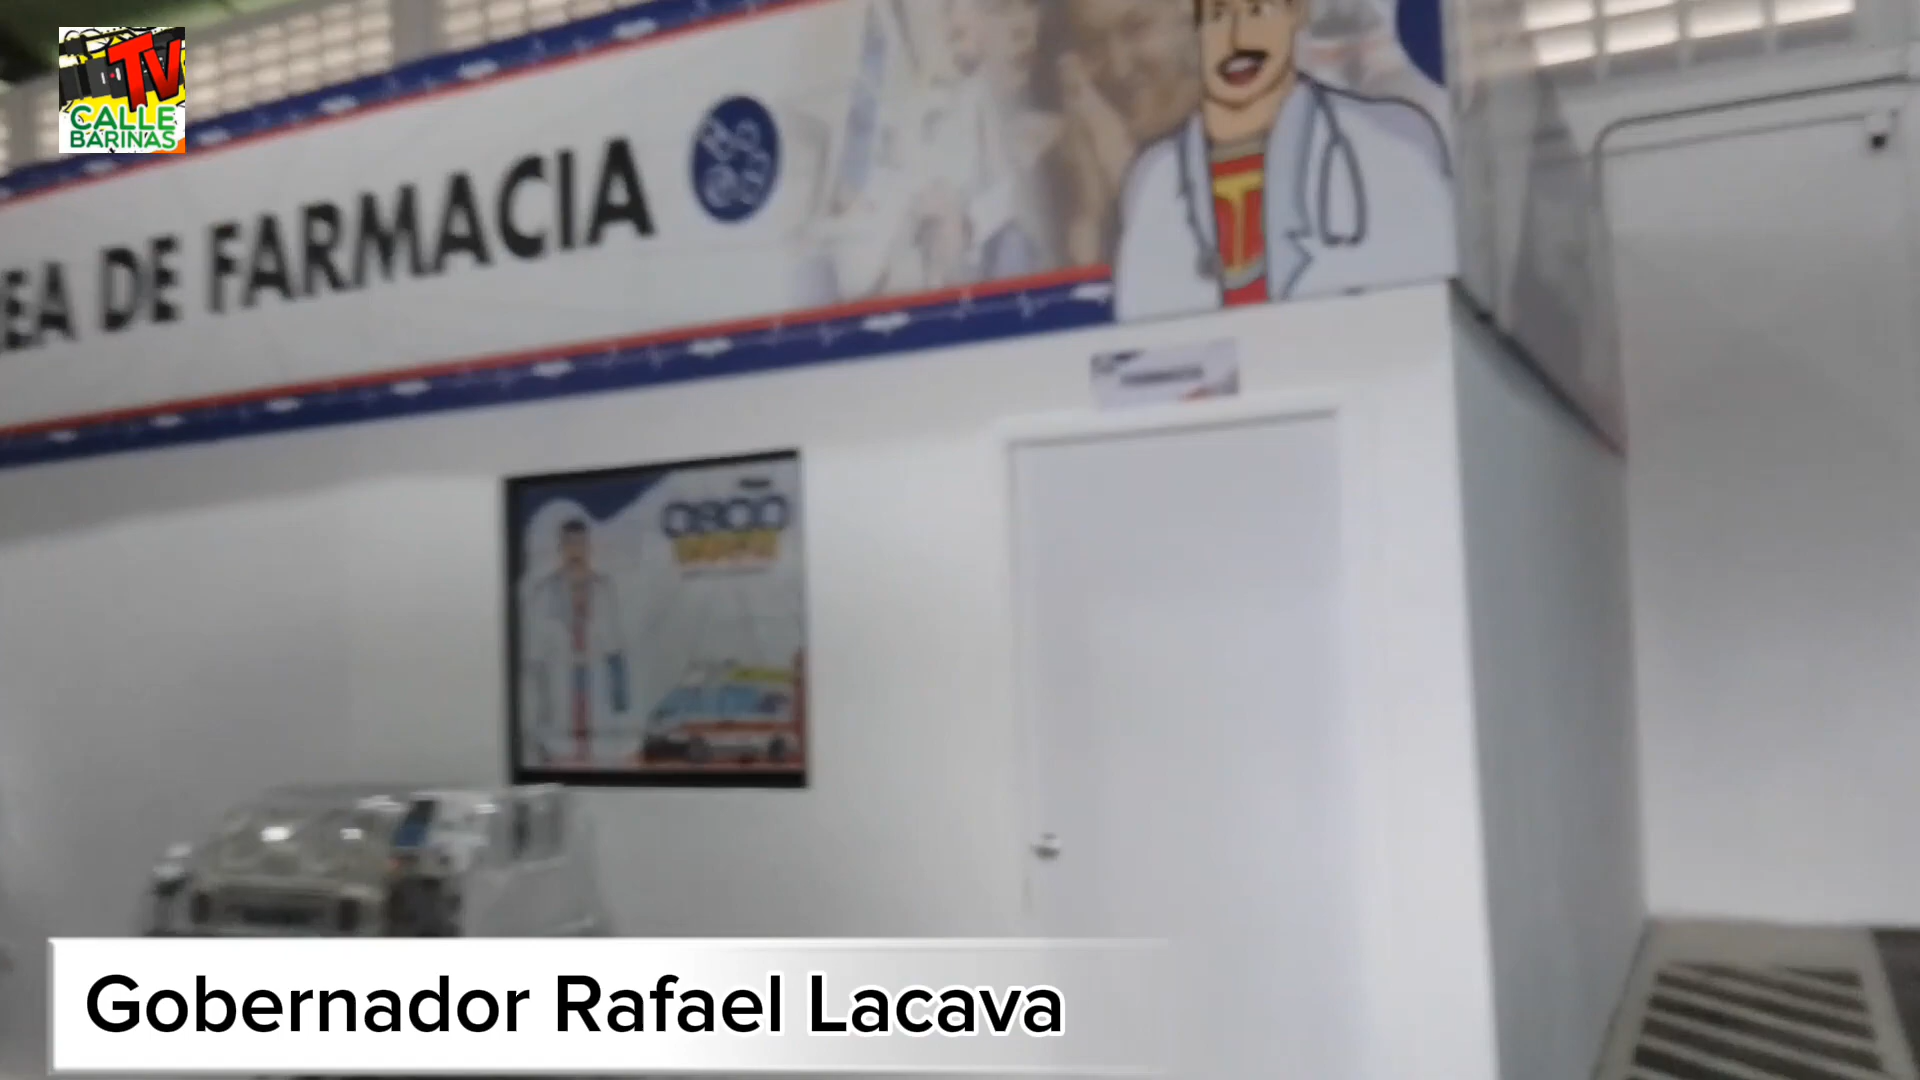 TV
CALLE
BARINAS
EA DE FARMACIA
Gobernador Rafael Lacava